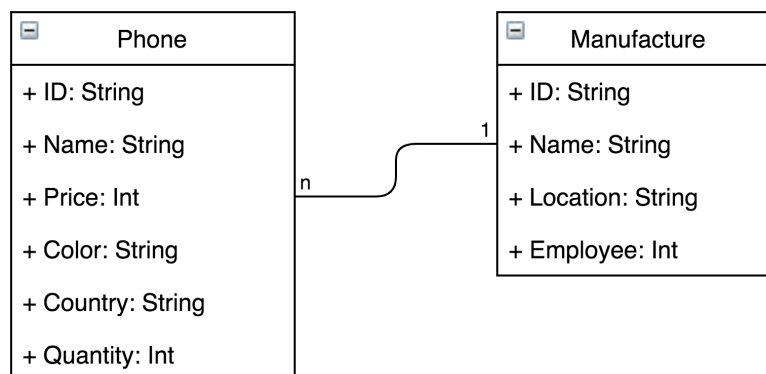 Phone
+ ID: String
+ Name: String
+ Price: Int
+ Color: String
+ Country: String
+ Quantity: Int
n
1
Manufacture
+ ID: String
+ Name: String
+ Location: String
+ Employee: Int